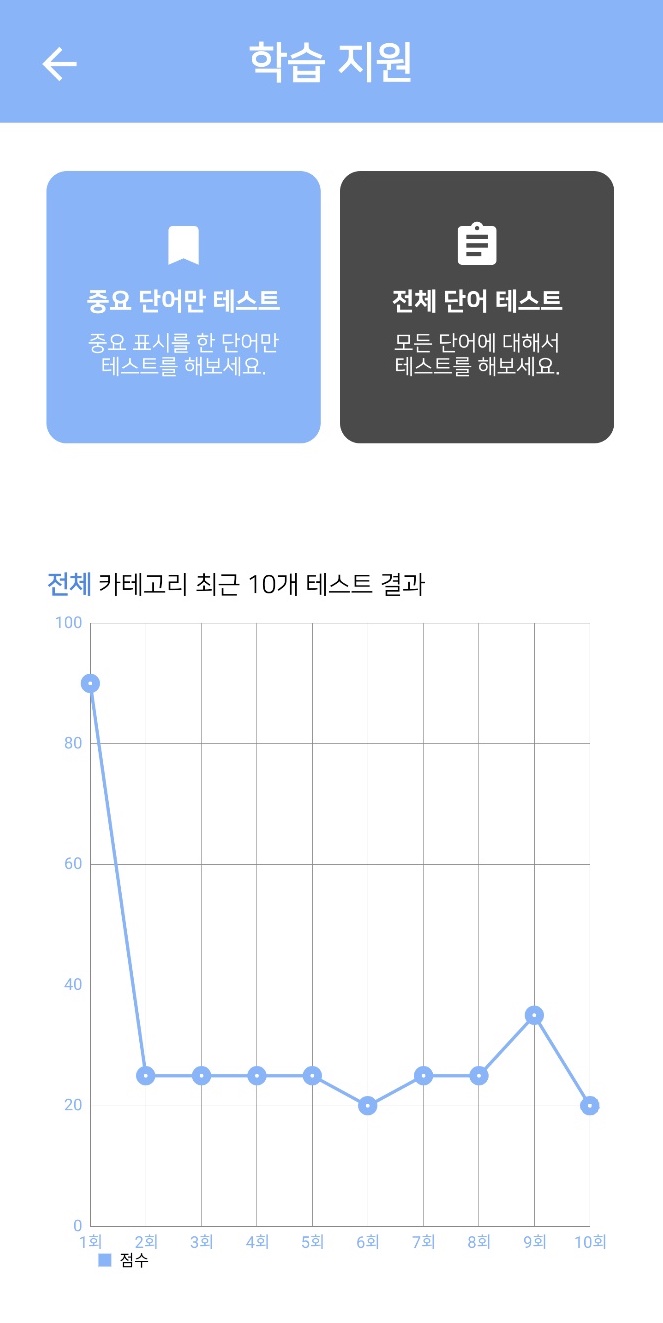 학습 지원
중요 단어만 테스트
중요 표시를 한 단어만
테스트를 해보세요.
전체 단어 테스트
모든 단어에 대해서
테스트를 해보세요.
전체 카테고리 최근 10개 테스트 결과
100
80
60
40
20
0
1회 2회 3회 4회 5회 6회 7회 8회 9회 10회
점수